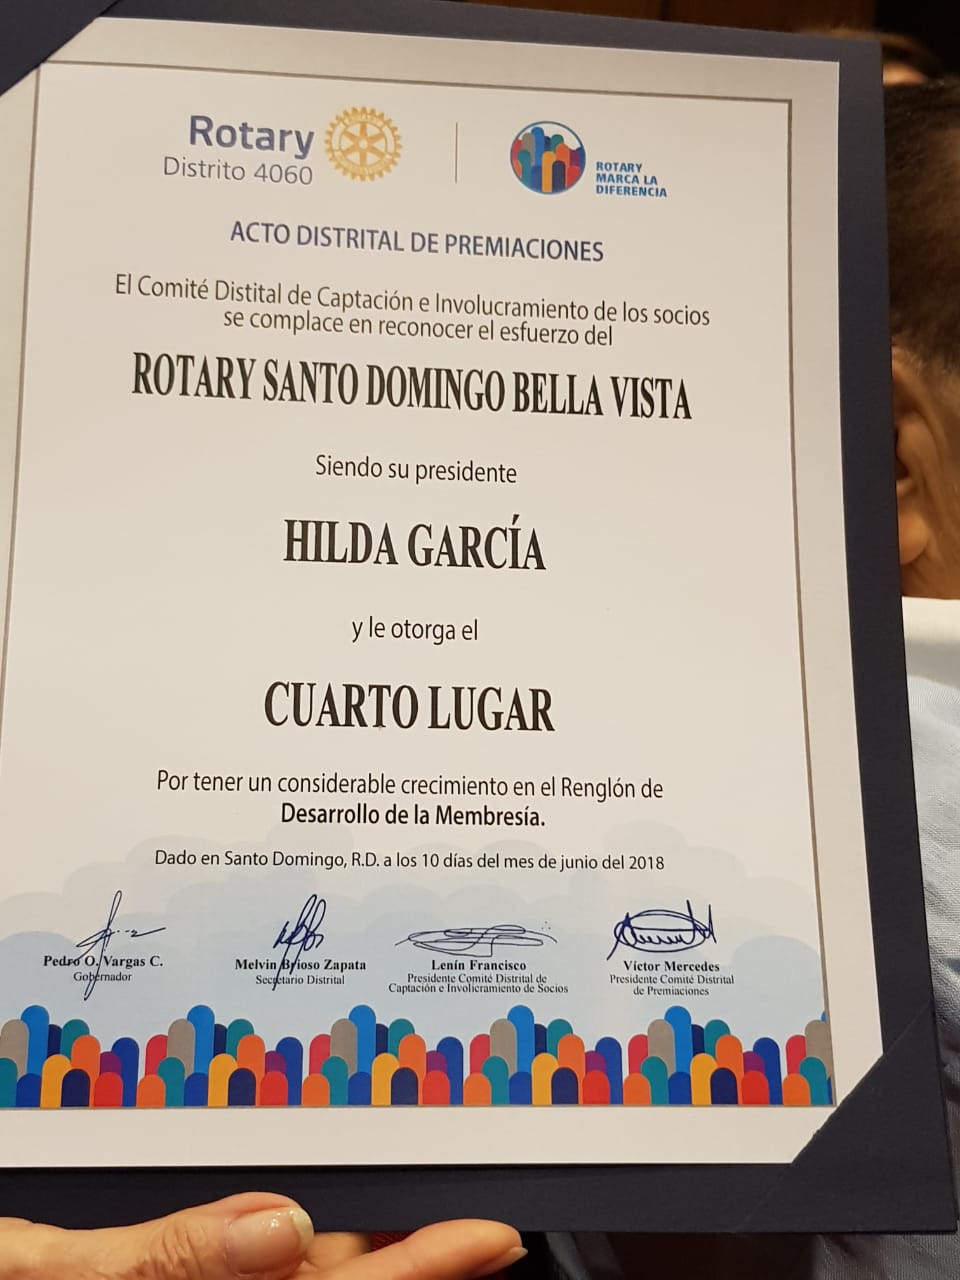 Rotary
Distrito 4060
ROTARY
MARCA LA
DIFERENCIA
ACTO DISTRITAL DE PREMIACIONES
El Comité Distital de Captación e Involucramiento de los socios
se complace en reconocer el esfuerzo del
ROTARY SANTO DOMINGO BELLA VISTA
Siendo su presidente
HILDA GARCÍA
y le otorga el
CUARTO LUGAR
Por tener un considerable crecimiento en el Renglón de
Desarrollo de la Membresía.
Dado en Santo Domingo, R.D. a los 10 días del mes de junio del 2018
Pedro O. Vargas C.
Gobernador
Melvin Brioso Zapata
Secretario Distrital
Lenín Francisco
Presidente Comité Distrital de
Captación e Involicramiento de Socios
Víctor Mercedes
Presidente Comité Distrital
de Premiaciones